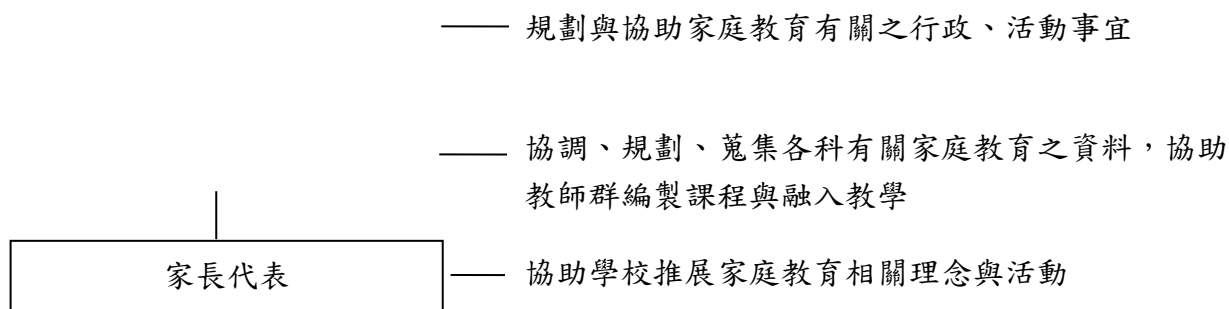 規劃與協助家庭教育有關之行政、活動事宜
協調、規劃、蒐集各科有關家庭教育之資料，協助
教師群編製課程與融入教學
家長代表
協助學校推展家庭教育相關理念與活動